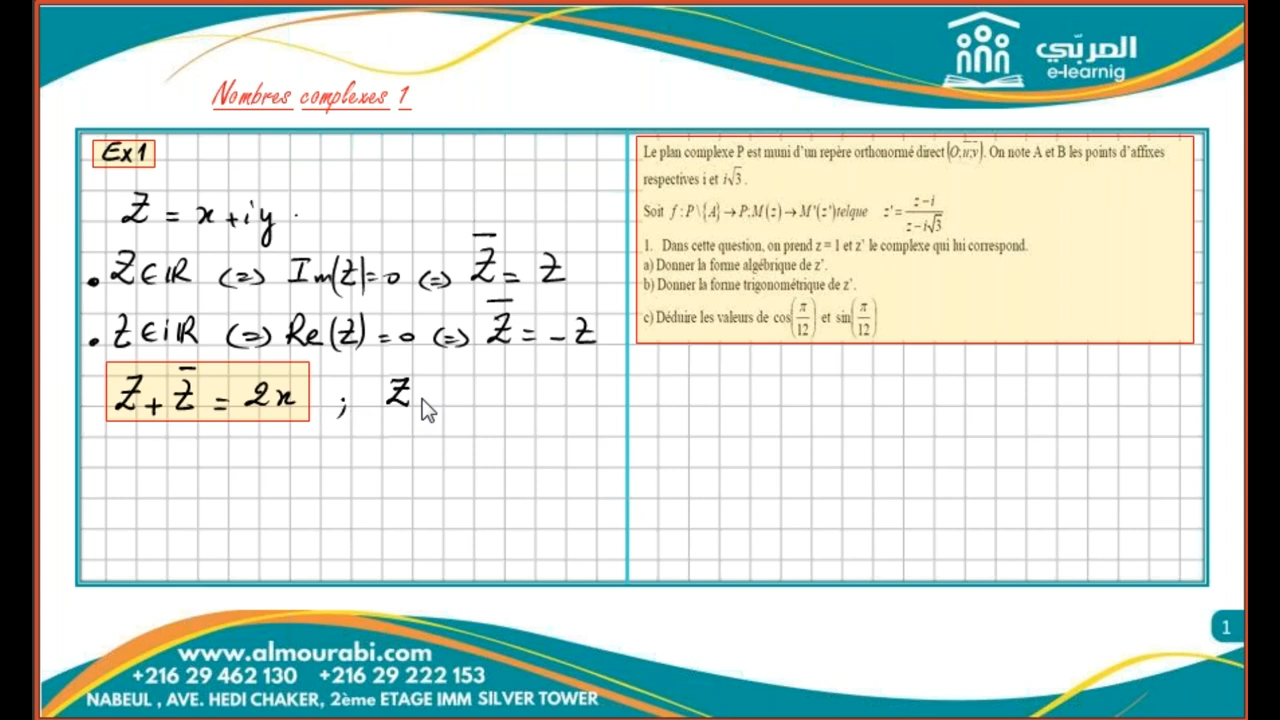 المربّي
e-learnig
Nombres complexes 1
Ex1
Z = x + iy .
• Z ∈ ℝ (=) Im(Z) = 0 (=) Z̅ = Z
• Z ∈ iℝ (=) Re(Z) = 0 (=) Z̅ = -Z
Z + Z̅ = 2x ; Z
Le plan complexe P est muni d'un repère orthonormé direct (O;u;v). On note A et B les points d'affixes
respectives i et i√3 .
Soit f : P \ {A} → P; M(z) → M'(z') telque z' = (z-i)/(z-i√3)
1. Dans cette question, on prend z = 1 et z' le complexe qui lui correspond.
a) Donner la forme algébrique de z'.
b) Donner la forme trigonométrique de z'.
c) Déduire les valeurs de cos(π/12) et sin(π/12)
1
www.almourabi.com
+216 29 462 130 +216 29 222 153
NABEUL , AVE. HEDI CHAKER, 2ème ETAGE IMM SILVER TOWER